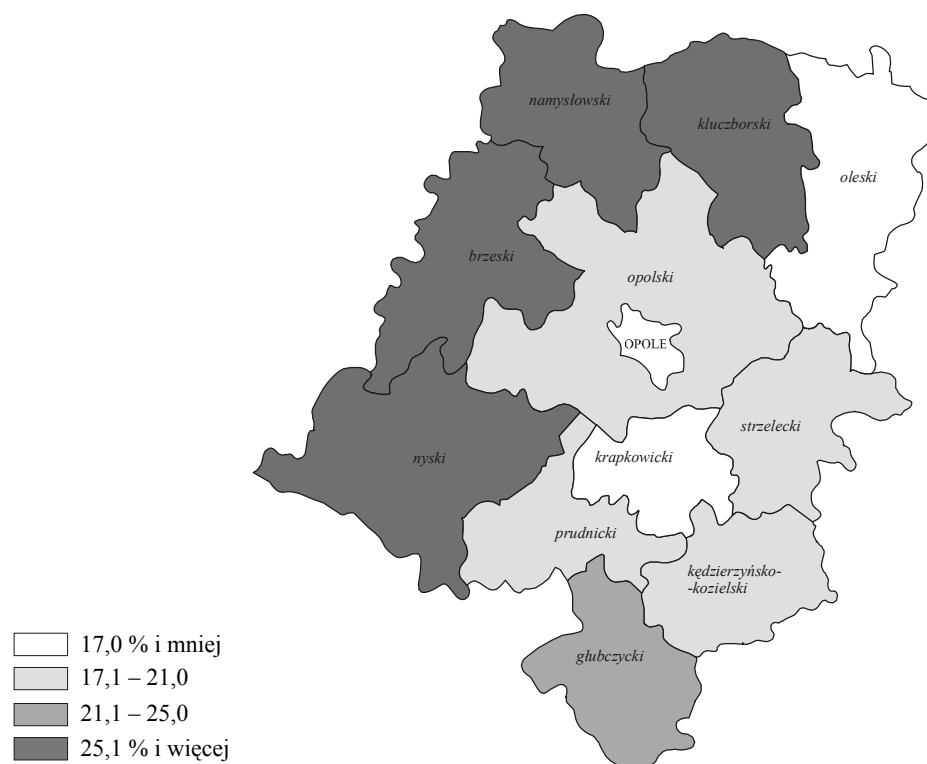 namysłowski
kluczborski
oleski
brzeski
opolski
OPOLE
strzelecki
nyski
krapkowicki
prudnicki
kędzierzyńsko-
-kozielski
głubczycki
17,0 % i mniej
17,1 – 21,0
21,1 – 25,0
25,1 % i więcej